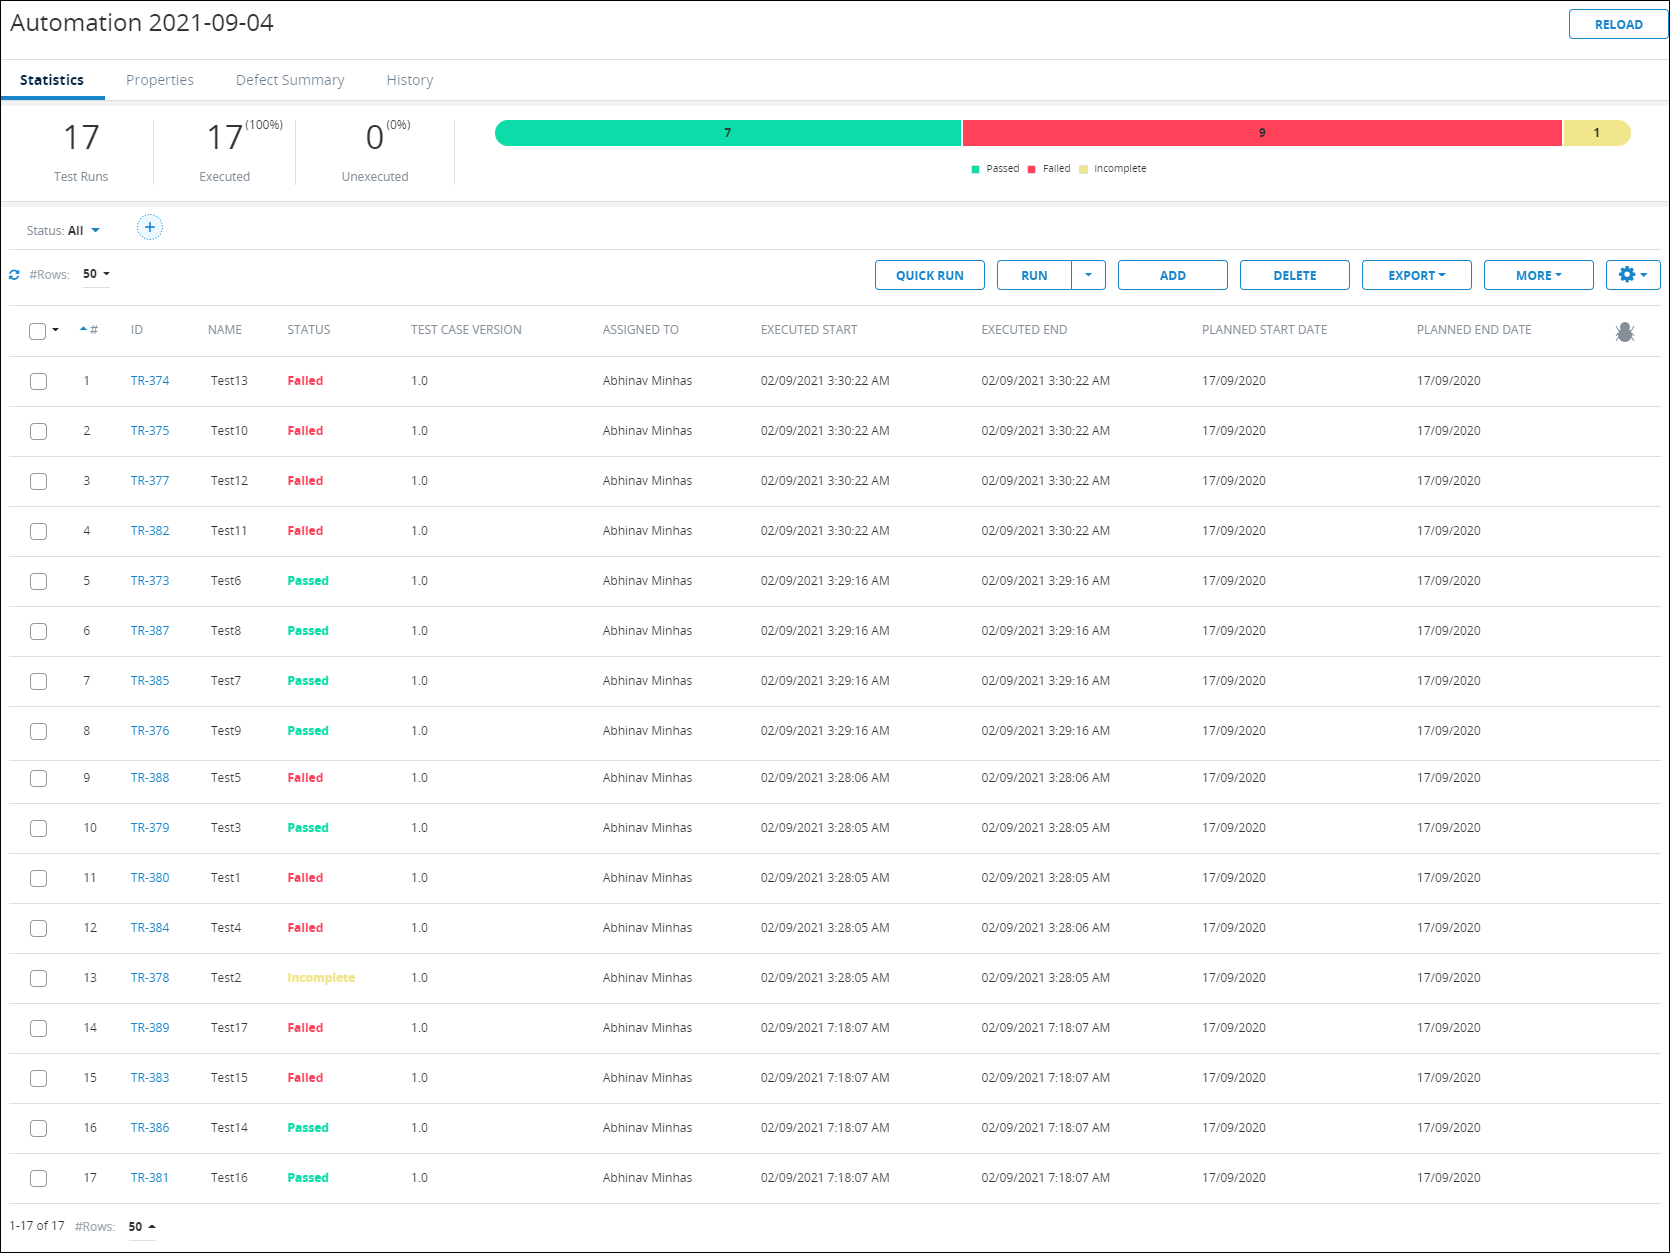 Automation 2021-09-04
RELOAD
Statistics Properties Defect Summary History
17 17 (100%) 0 (0%) 7 9 1
Test Runs Executed Unexecuted
Passed Failed Incomplete
Status: All +
#Rows: 50 QUICK RUN RUN ADD DELETE EXPORT MORE
# ID NAME STATUS TEST CASE VERSION ASSIGNED TO EXECUTED START EXECUTED END PLANNED START DATE PLANNED END DATE
1 TR-374 Test13 Failed 1.0 Abhinav Minhas 02/09/2021 3:30:22 AM 02/09/2021 3:30:22 AM 17/09/2020 17/09/2020
2 TR-375 Test10 Failed 1.0 Abhinav Minhas 02/09/2021 3:30:22 AM 02/09/2021 3:30:22 AM 17/09/2020 17/09/2020
3 TR-377 Test12 Failed 1.0 Abhinav Minhas 02/09/2021 3:30:22 AM 02/09/2021 3:30:22 AM 17/09/2020 17/09/2020
4 TR-382 Test11 Failed 1.0 Abhinav Minhas 02/09/2021 3:30:22 AM 02/09/2021 3:30:22 AM 17/09/2020 17/09/2020
5 TR-373 Test6 Passed 1.0 Abhinav Minhas 02/09/2021 3:29:16 AM 02/09/2021 3:29:16 AM 17/09/2020 17/09/2020
6 TR-387 Test8 Passed 1.0 Abhinav Minhas 02/09/2021 3:29:16 AM 02/09/2021 3:29:16 AM 17/09/2020 17/09/2020
7 TR-385 Test7 Passed 1.0 Abhinav Minhas 02/09/2021 3:29:16 AM 02/09/2021 3:29:16 AM 17/09/2020 17/09/2020
8 TR-376 Test9 Passed 1.0 Abhinav Minhas 02/09/2021 3:29:16 AM 02/09/2021 3:29:16 AM 17/09/2020 17/09/2020
9 TR-388 Test5 Failed 1.0 Abhinav Minhas 02/09/2021 3:28:06 AM 02/09/2021 3:28:06 AM 17/09/2020 17/09/2020
10 TR-379 Test3 Passed 1.0 Abhinav Minhas 02/09/2021 3:28:05 AM 02/09/2021 3:28:05 AM 17/09/2020 17/09/2020
11 TR-380 Test1 Failed 1.0 Abhinav Minhas 02/09/2021 3:28:05 AM 02/09/2021 3:28:05 AM 17/09/2020 17/09/2020
12 TR-384 Test4 Failed 1.0 Abhinav Minhas 02/09/2021 3:28:05 AM 02/09/2021 3:28:06 AM 17/09/2020 17/09/2020
13 TR-378 Test2 Incomplete 1.0 Abhinav Minhas 02/09/2021 3:28:05 AM 02/09/2021 3:28:05 AM 17/09/2020 17/09/2020
14 TR-389 Test17 Failed 1.0 Abhinav Minhas 02/09/2021 7:18:07 AM 02/09/2021 7:18:07 AM 17/09/2020 17/09/2020
15 TR-383 Test15 Failed 1.0 Abhinav Minhas 02/09/2021 7:18:07 AM 02/09/2021 7:18:07 AM 17/09/2020 17/09/2020
16 TR-386 Test14 Passed 1.0 Abhinav Minhas 02/09/2021 7:18:07 AM 02/09/2021 7:18:07 AM 17/09/2020 17/09/2020
17 TR-381 Test16 Passed 1.0 Abhinav Minhas 02/09/2021 7:18:07 AM 02/09/2021 7:18:07 AM 17/09/2020 17/09/2020
1-17 of 17 #Rows: 50